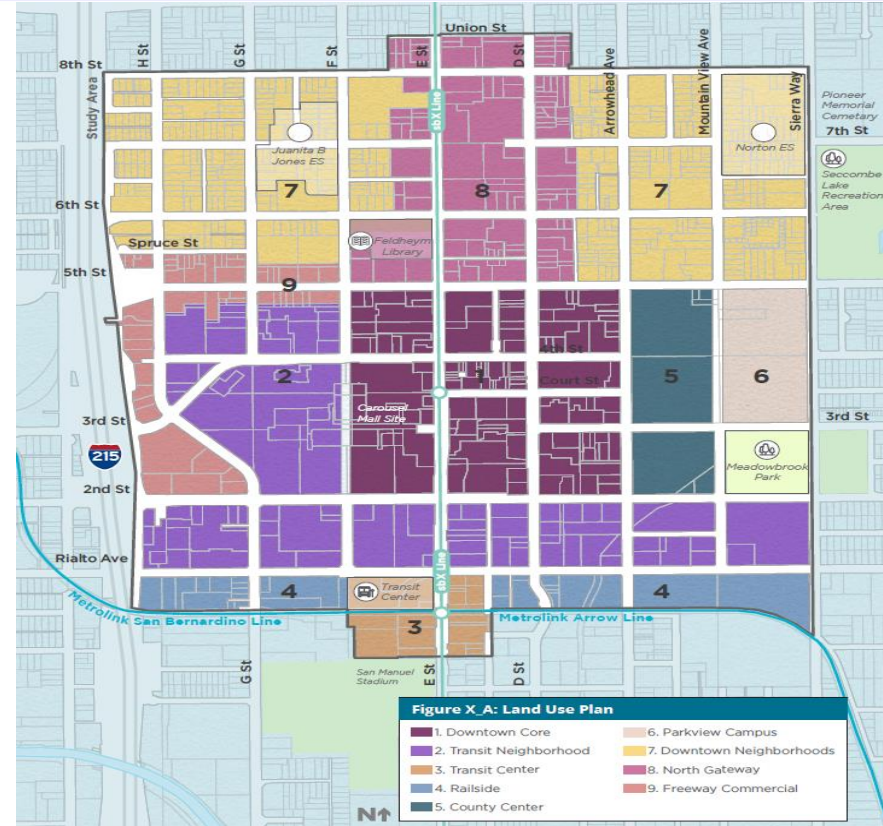 Union St
8th St
H St
G St
F St
E St
D St
Arrowhead Ave
Mountain View Ave
Sierra Way
Study Area
sbX Line
Pioneer
Memorial
Cemetery
7th St
Juanita B
Jones ES
Norton ES
Seccombe
Lake
Recreation
Area
7
8
7
6th St
Spruce St
Feldheym
Library
5th St
9
4th St
2
1
Court St
5
6
Carousel
Mall Site
3rd St
3rd St
215
Meadowbrook
Park
2nd St
Rialto Ave
sbX Line
4
Transit
Center
4
Metrolink San Bernardino Line
Metrolink Arrow Line
3
G St
San Manuel
Stadium
E St
D St
Figure X_A: Land Use Plan
1. Downtown Core
2. Transit Neighborhood
3. Transit Center
4. Railside
5. County Center
6. Parkview Campus
7. Downtown Neighborhoods
8. North Gateway
9. Freeway Commercial
N